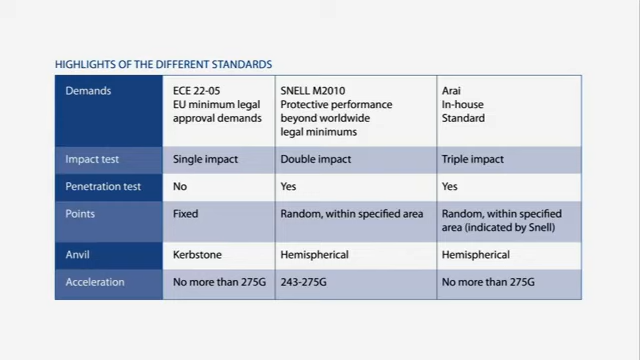 HIGHLIGHTS OF THE DIFFERENT STANDARDS
Demands
ECE 22-05
EU minimum legal
approval demands
SNELL M2010
Protective performance
beyond worldwide
legal minimums
Arai
In-house
Standard
Impact test
Single impact
Double impact
Triple impact
Penetration test
No
Yes
Yes
Points
Fixed
Random, within specified area
Random, within specified
area (indicated by Snell)
Anvil
Kerbstone
Hemispherical
Hemispherical
Acceleration
No more than 275G
243-275G
No more than 275G